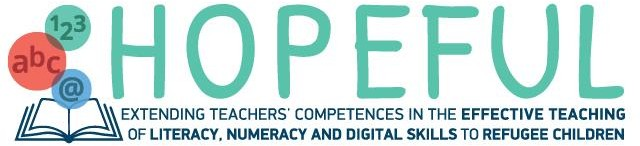 123
abc
@
HOPEFUL
EXTENDING TEACHERS' COMPETENCES IN THE EFFECTIVE TEACHING
OF LITERACY, NUMERACY AND DIGITAL SKILLS TO REFUGEE CHILDREN